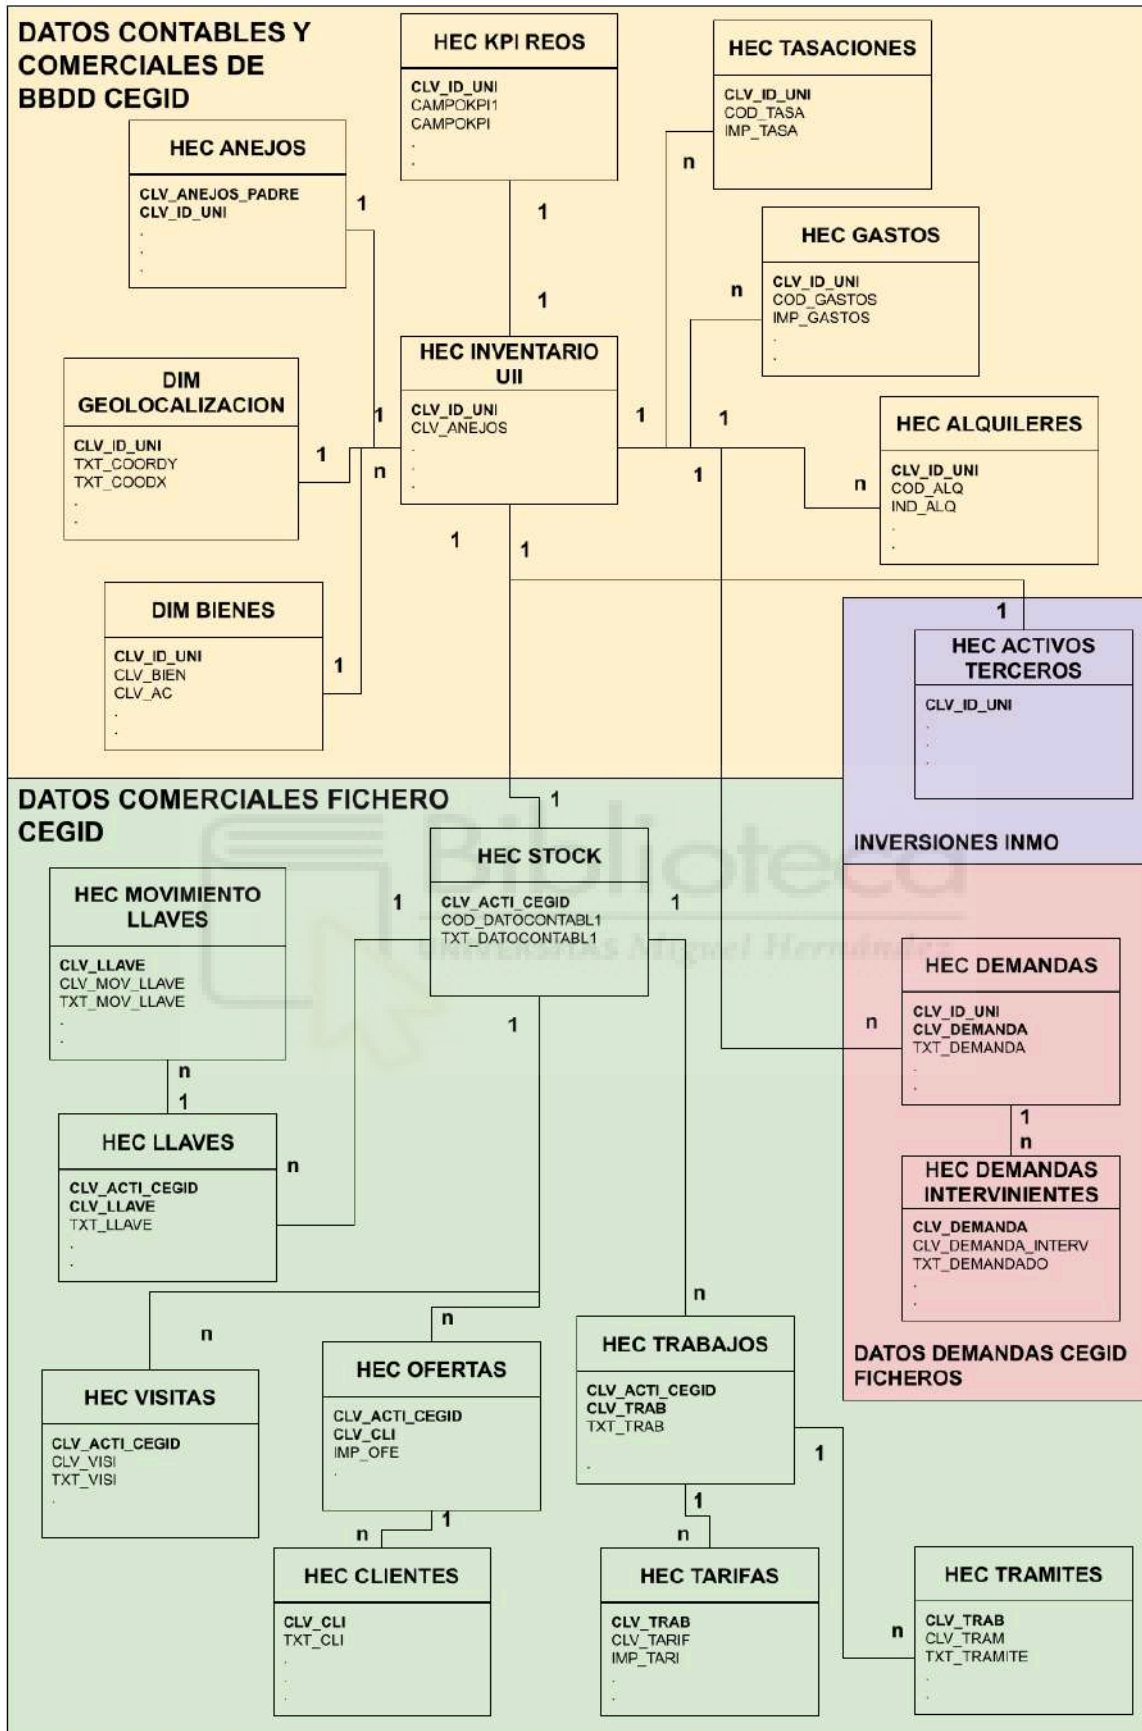 DATOS CONTABLES Y
COMERCIALES DE
BBDD CEGID
HEC KPI REOS
CLV_ID_UNI
CAMPOKPI1
CAMPOKPI
.
.
HEC TASACIONES
CLV_ID_UNI
COD_TASA
IMP_TASA
n
HEC ANEJOS
CLV_ANEJOS_PADRE
CLV_ID_UNI
.
.
.
1
1
HEC GASTOS
CLV_ID_UNI
COD_GASTOS
IMP_GASTOS
.
.
n
1
HEC INVENTARIO
UII
CLV_ID_UNI
CLV_ANEJOS
.
.
.
DIM
GEOLOCALIZACION
CLV_ID_UNI
TXT_COORDY
TXT_COODX
.
.
1
1
n
1
1
1
HEC ALQUILERES
CLV_ID_UNI
COD_ALQ
IND_ALQ
.
.
n
1
1
DIM BIENES
CLV_ID_UNI
CLV_BIEN
CLV_AC
.
.
1
1
HEC ACTIVOS
TERCEROS
CLV_ID_UNI
.
.
.
INVERSIONES INMO
DATOS COMERCIALES FICHERO
CEGID
1
HEC STOCK
CLV_ACTI_CEGID
COD_DATOCONTABL1
TXT_DATOCONTABL1
1
1
1
Biblioteca
UNIVERSITAS Miguel Hernández
HEC MOVIMIENTO
LLAVES
CLV_LLAVE
CLV_MOV_LLAVE
TXT_MOV_LLAVE
.
.
n
1
HEC DEMANDAS
CLV_ID_UNI
CLV_DEMANDA
TXT_DEMANDA
.
.
n
1
n
HEC LLAVES
CLV_ACTI_CEGID
CLV_LLAVE
TXT_LLAVE
.
.
n
HEC DEMANDAS
INTERVINIENTES
CLV_DEMANDA
CLV_DEMANDA_INTERV
TXT_DEMANDADO
.
.
DATOS DEMANDAS CEGID
FICHEROS
n
HEC VISITAS
CLV_ACTI_CEGID
CLV_VISI
TXT_VISI
.
n
HEC OFERTAS
CLV_ACTI_CEGID
CLV_CLI
IMP_OFE
.
1
n
n
HEC TRABAJOS
CLV_ACTI_CEGID
CLV_TRAB
TXT_TRAB
.
1
1
n
HEC CLIENTES
CLV_CLI
TXT_CLI
.
.
.
HEC TARIFAS
CLV_TRAB
CLV_TARIF
IMP_TARI
.
.
HEC TRAMITES
CLV_TRAB
CLV_TRAM
TXT_TRAMITE
.
.
n